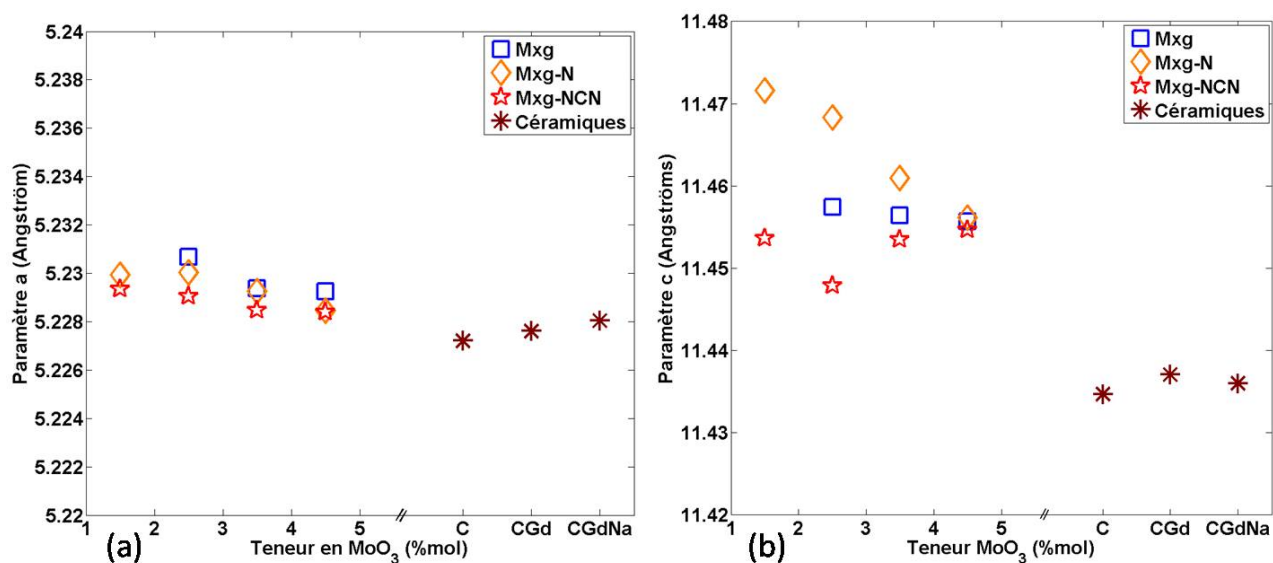 5.24
5.238
5.236
5.234
5.232
5.23
5.228
5.226
5.224
5.222
5.22
Paramètre a (Angström)
Mxg
Mxg-N
Mxg-NCN
Céramiques
1 2 3 4 5 // C CGd CGdNa
Teneur en MoO₃ (%mol)
(a)
11.48
11.47
11.46
11.45
11.44
11.43
11.42
Paramètre c (Angströms)
Mxg
Mxg-N
Mxg-NCN
Céramiques
1 2 3 4 5 // C CGd CGdNa
Teneur MoO₃ (%mol)
(b)